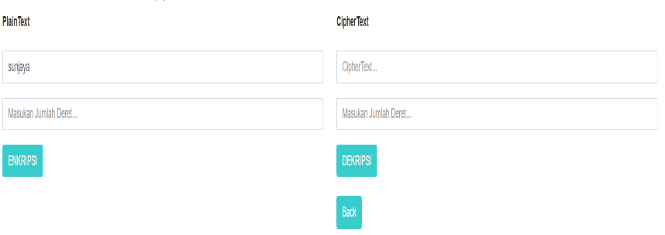 PlainText
sunjaya
Masukan Jumlah Deret...
ENKRIPSI
CipherText
CipherText...
Masukan Jumlah Deret...
DEKRIPSI
Back